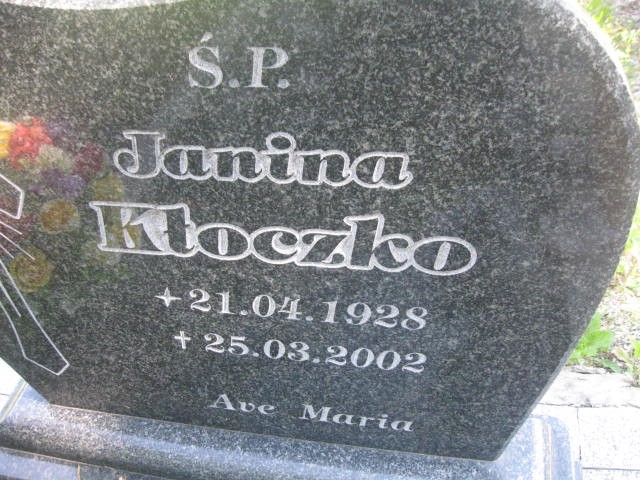 Ś.P.
Janina
Kłoczko
+ 21.04.1928
✝ 25.03.2002
Ave Maria